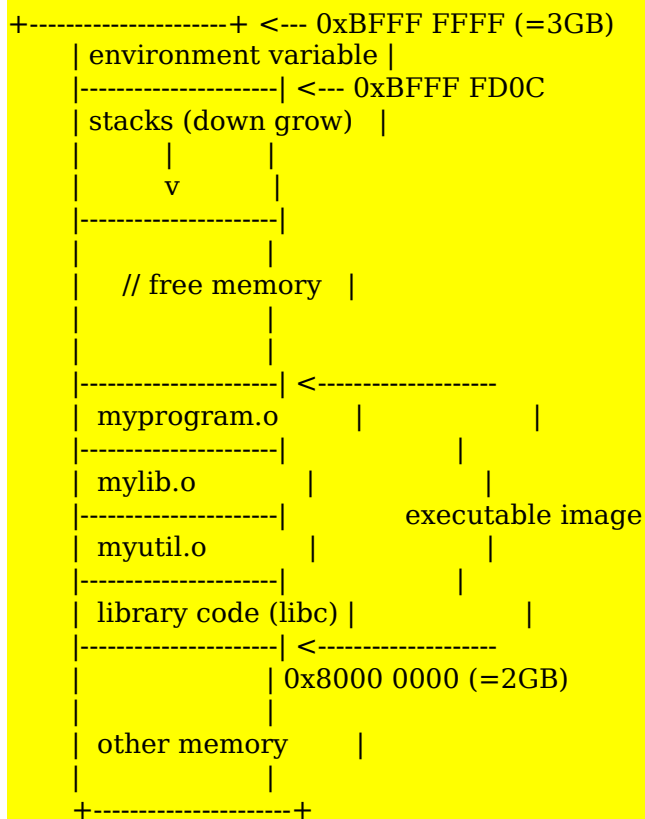 +----------------------+ <--- 0xBFFF FFFF (=3GB)
| environment variable |
|----------------------| <--- 0xBFFF FD0C
| stacks (down grow)   |
|        |        |
|        v        |
|----------------------|
|                 |
|    // free memory   |
|                 |
|                 |
|----------------------| <---------------------
|  myprogram.o        |                 |
|----------------------|                 |
|  mylib.o            |                 |
|----------------------|            executable image
|  myutil.o           |                 |
|----------------------|                 |
|  library code (libc) |                 |
|----------------------| <---------------------
|                 | 0x8000 0000 (=2GB)
|                 |
|  other memory       |
|                 |
+----------------------+